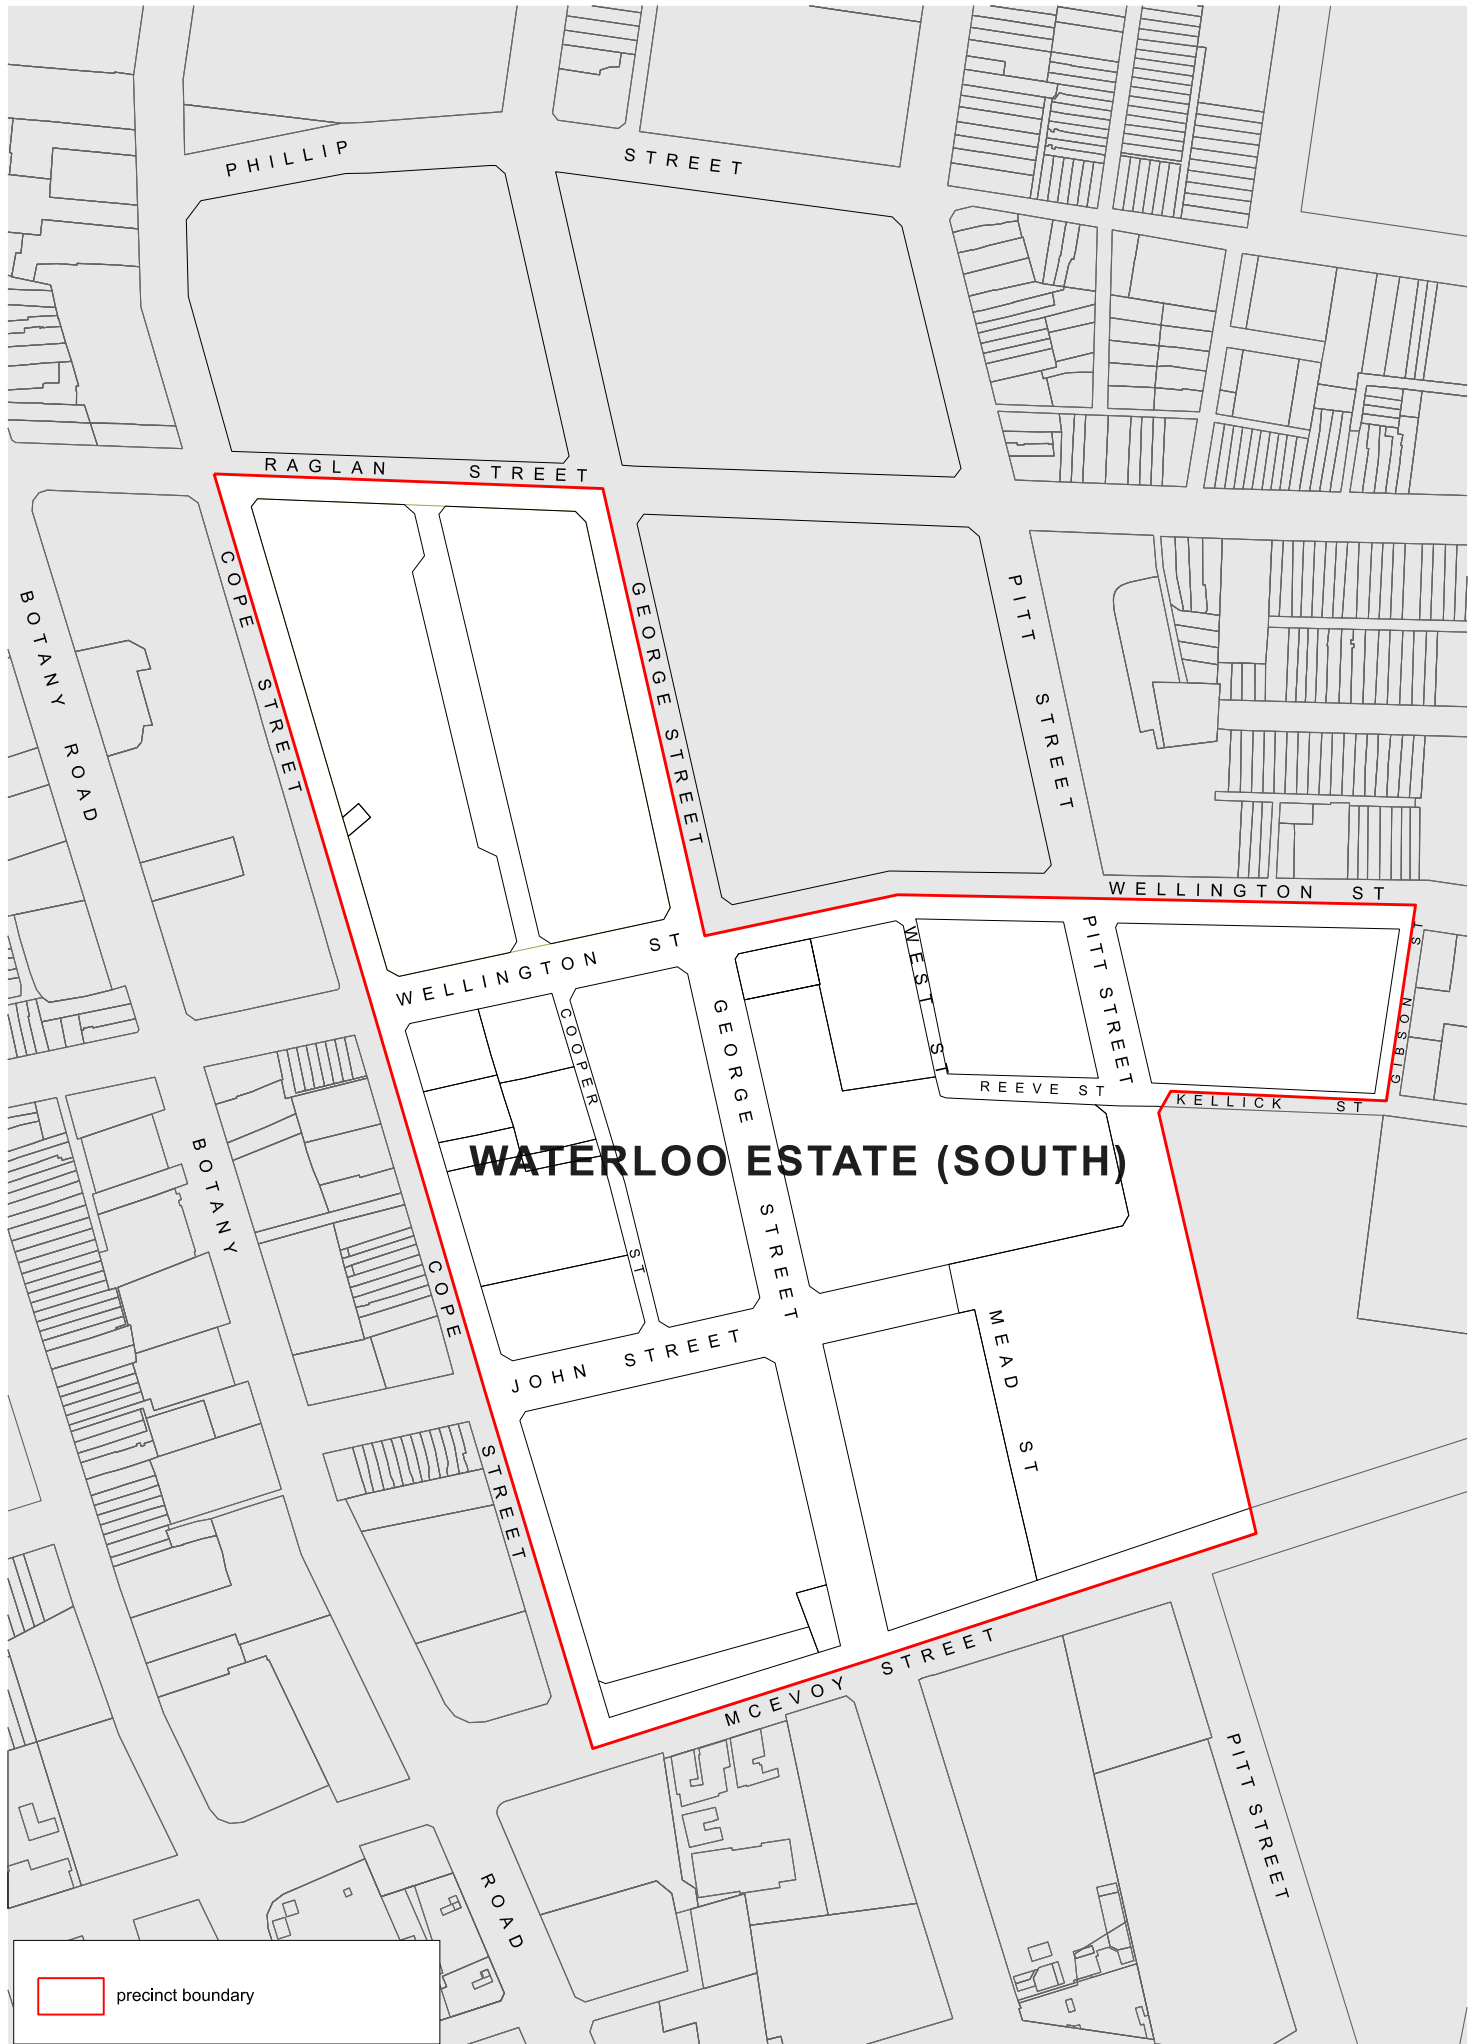 PHILLIP STREET
RAGLAN STREET
COPE STREET
BOTANY ROAD
GEORGE STREET
PITT STREET
WELLINGTON ST
WELLINGTON ST
WEST ST
PITT STREET
GIBSON ST
COOPER ST
GEORGE STREET
REEVE ST
KELLICK ST
WATERLOO ESTATE (SOUTH)
BOTANY ROAD
COPE STREET
JOHN STREET
MEAD ST
MCEVOY STREET
PITT STREET
precinct boundary